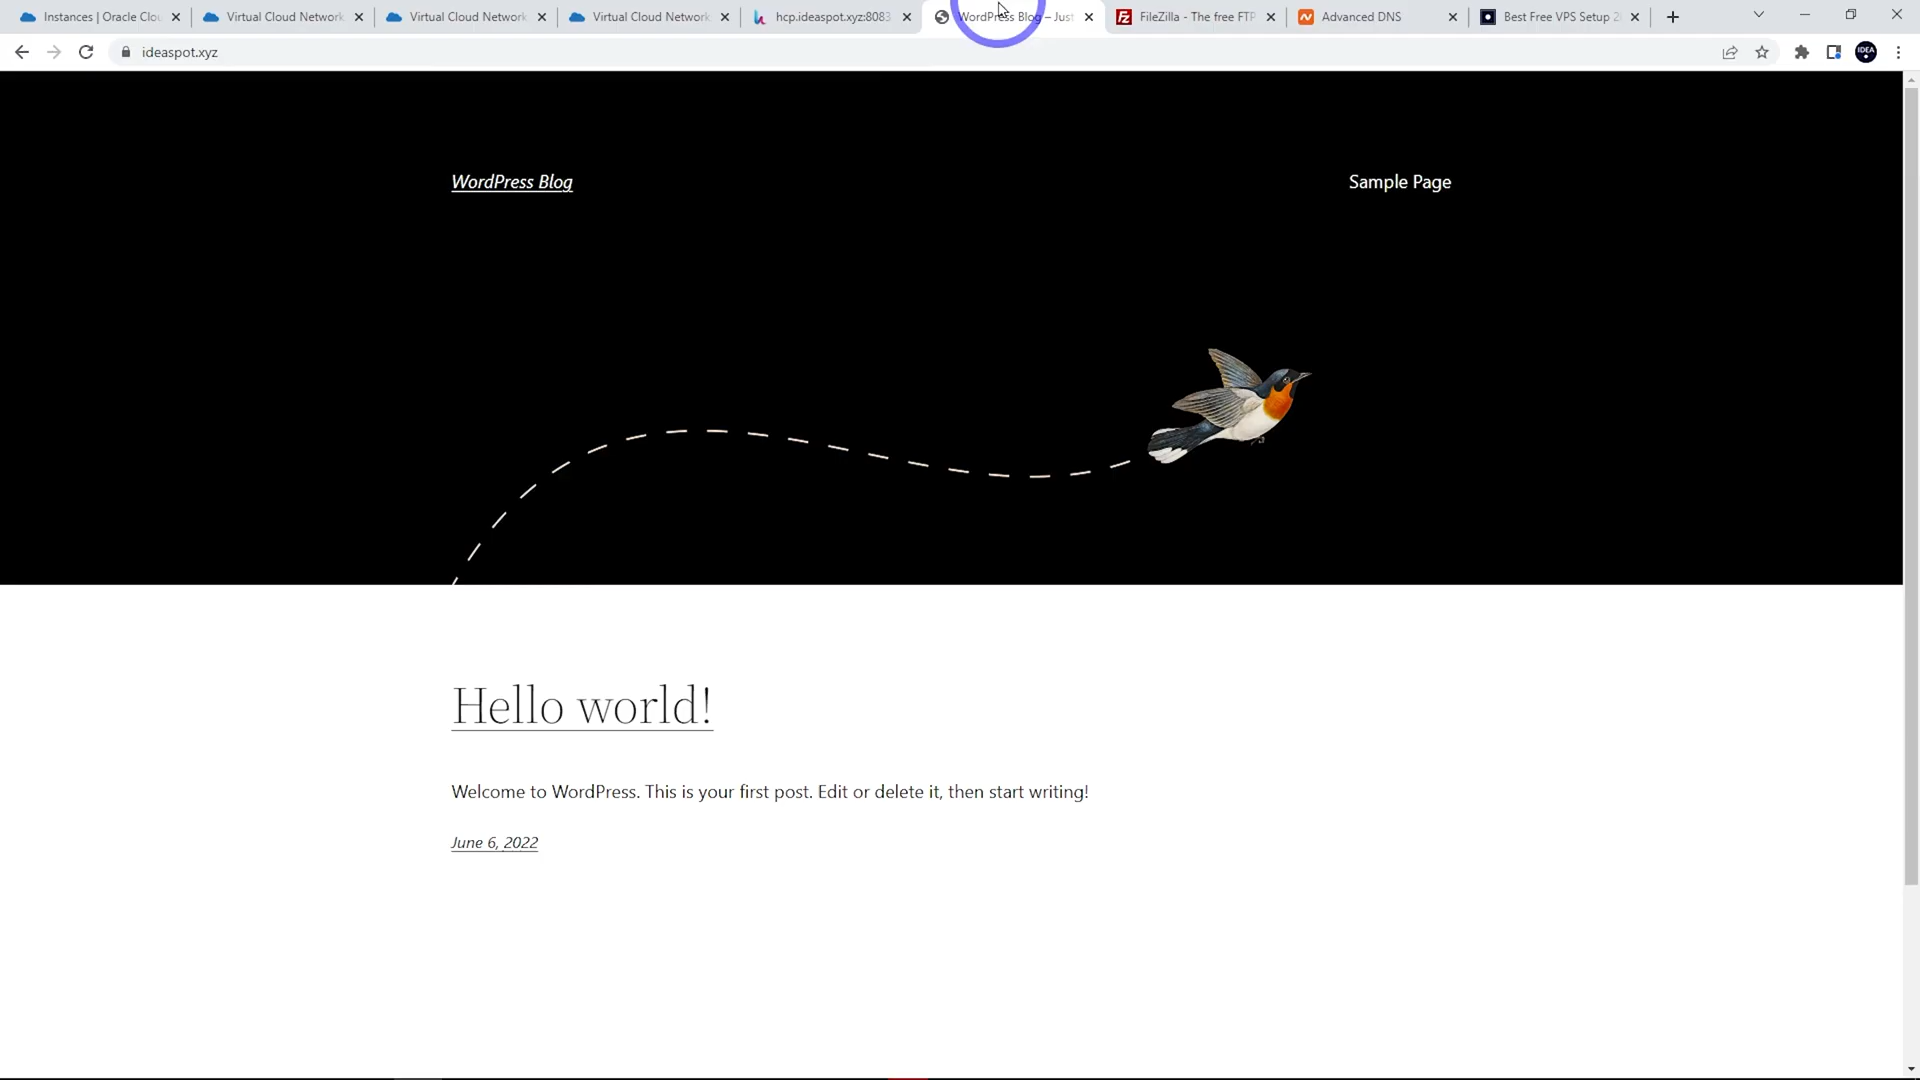 Instances | Oracle Clou
Virtual Cloud Network
Virtual Cloud Network
Virtual Cloud Network
hcp.ideaspot.xyz:8083
WordPress Blog – Just
FileZilla - The free FTP
Advanced DNS
Best Free VPS Setup 2
ideaspot.xyz
IDEA
WordPress Blog
Sample Page
Hello world!
Welcome to WordPress. This is your first post. Edit or delete it, then start writing!
June 6, 2022